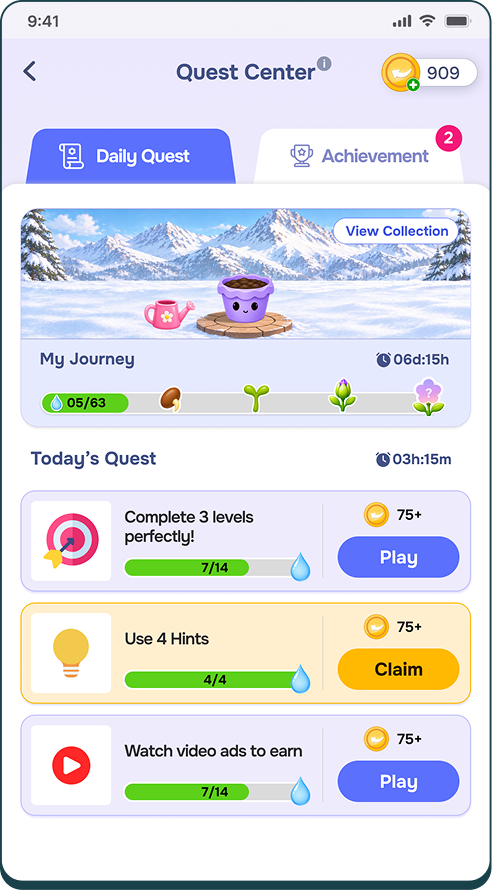 9:41
Quest Center i
909
Daily Quest
Achievement
2
View Collection
My Journey
06d:15h
05/63
?
Today's Quest
03h:15m
Complete 3 levels
perfectly!
7/14
75+
Play
Use 4 Hints
4/4
75+
Claim
Watch video ads to earn
7/14
75+
Play